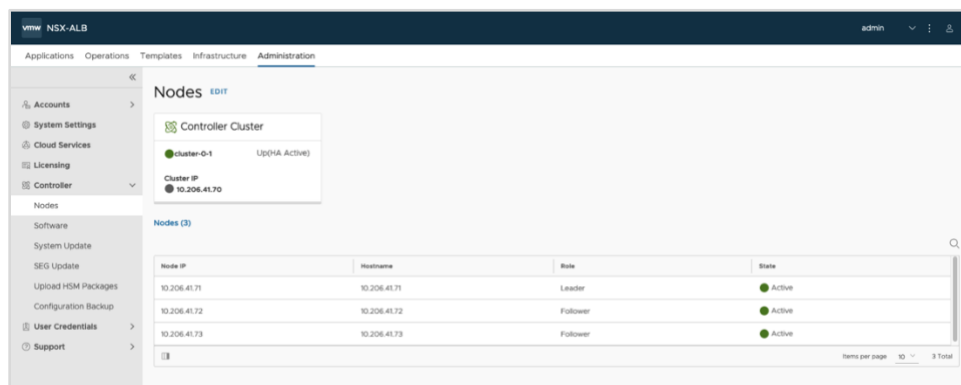 vmw NSX-ALB admin
Applications Operations Templates Infrastructure Administration
Accounts
System Settings
Cloud Services
Licensing
Controller
Nodes
Software
System Update
SEG Update
Upload HSM Packages
Configuration Backup
User Credentials
Support
Nodes EDIT
Controller Cluster
cluster-0-1 Up(HA Active)
Cluster IP
10.206.41.70
Nodes (3)
Node IP Hostname Role State
10.206.41.71 10.206.41.71 Leader Active
10.206.41.72 10.206.41.72 Follower Active
10.206.41.73 10.206.41.73 Follower Active
Items per page 10 3 Total